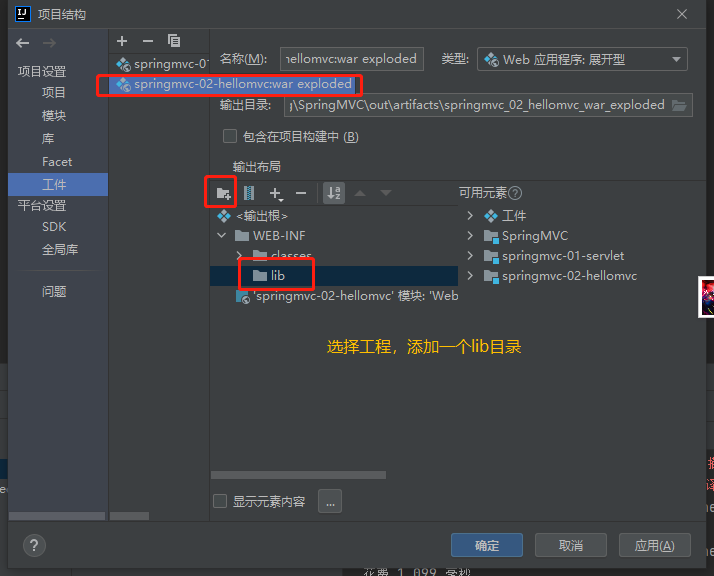 项目结构
项目设置
项目
模块
库
Facet
工件
平台设置
SDK
全局库
问题
springmvc-01
springmvc-02-hellomvc:war exploded
名称(M):
hellomvc:war exploded
类型:
Web 应用程序: 展开型
输出目录:
\SpringMVC\out\artifacts\springmvc_02_hellomvc_war_exploded
包含在项目构建中 (B)
输出布局
可用元素
<输出根>
WEB-INF
classes
lib
'springmvc-02-hellomvc' 模块: 'Web
工件
SpringMVC
springmvc-01-servlet
springmvc-02-hellomvc
选择工程，添加一个lib目录
显示元素内容
...
?
确定
取消
应用(A)
花费 1,099 毫秒